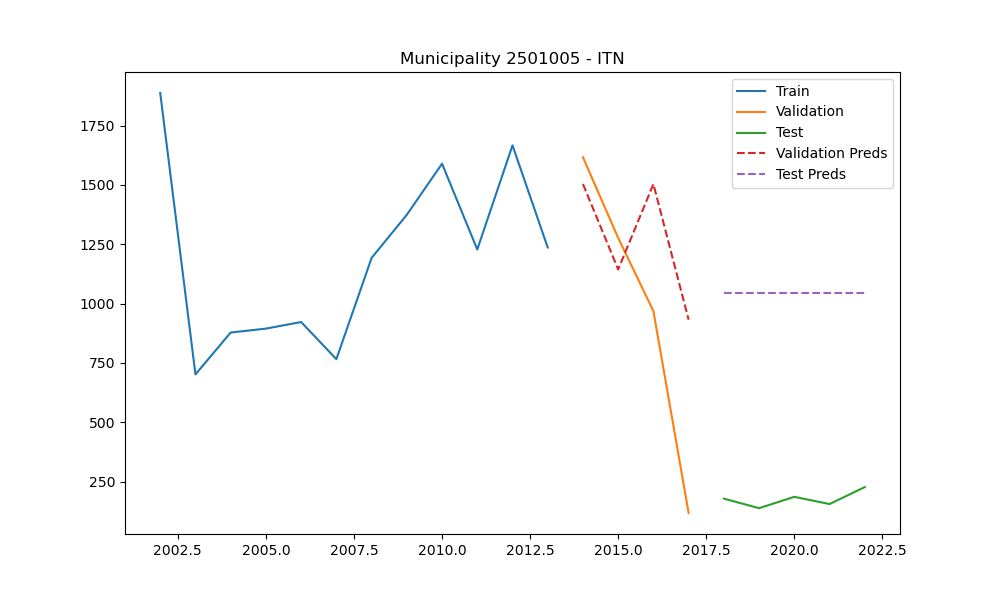 Municipality 2501005 - ITN
Train
Validation
Test
Validation Preds
Test Preds
1750
1500
1250
1000
750
500
250
2002.5 2005.0 2007.5 2010.0 2012.5 2015.0 2017.5 2020.0 2022.5